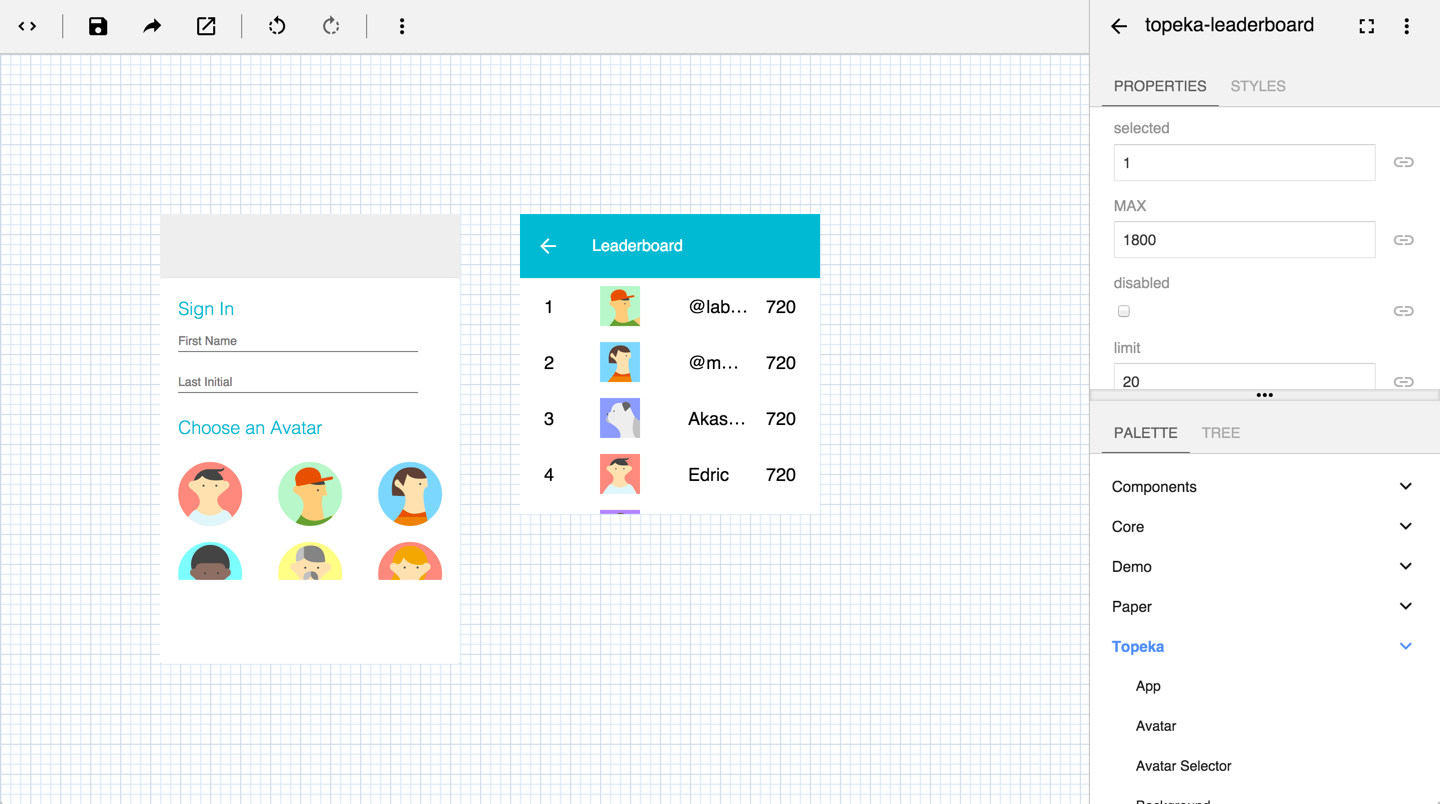 topeka-leaderboard
PROPERTIES STYLES
selected
1
MAX
1800
disabled
limit
20
PALETTE TREE
Components
Core
Demo
Paper
Topeka
App
Avatar
Avatar Selector
Background
Sign In
First Name
Last Initial
Choose an Avatar
Leaderboard
1 @lab... 720
2 @m... 720
3 Akas... 720
4 Edric 720